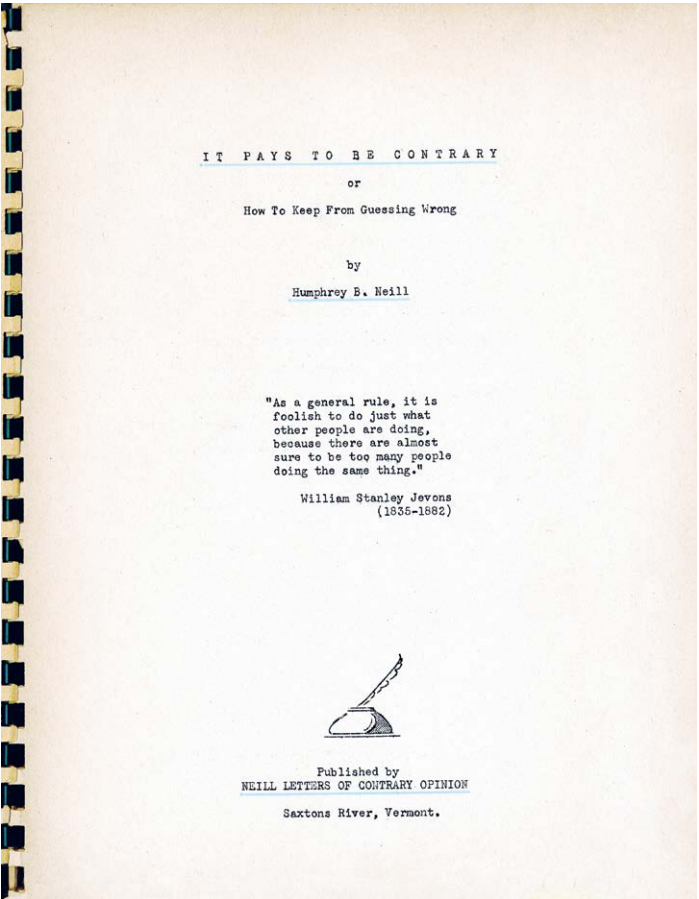 IT PAYS TO BE CONTRARY
or
How To Keep From Guessing Wrong
by
Humphrey B. Neill
"As a general rule, it is
foolish to do just what
other people are doing,
because there are almost
sure to be too many people
doing the same thing."
William Stanley Jevons
(1835-1882)
Published by
NEILL LETTERS OF CONTRARY OPINION
Saxtons River, Vermont.